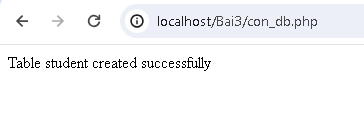 localhost/Bai3/con_db.php
Table student created successfully